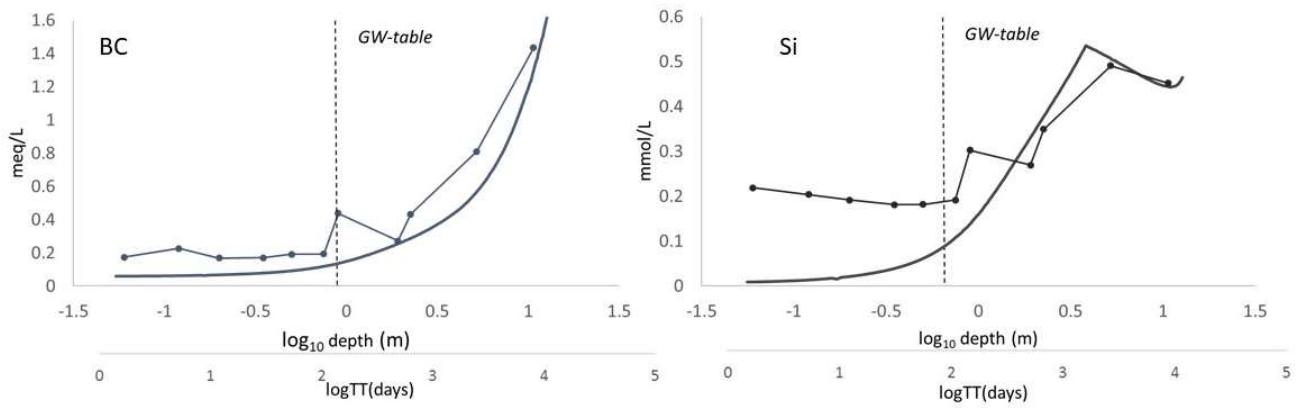 BC
GW-table
meq/L
1.6
1.4
1.2
1
0.8
0.6
0.4
0.2
0
-1.5 -1 -0.5 0 0.5 1 1.5
log10 depth (m)
0 1 2 3 4 5
logTT(days)
Si
GW-table
mmol/L
0.6
0.5
0.4
0.3
0.2
0.1
0
-1.5 -1 -0.5 0 0.5 1 1.5
log10 depth (m)
0 1 2 3 4 5
logTT(days)